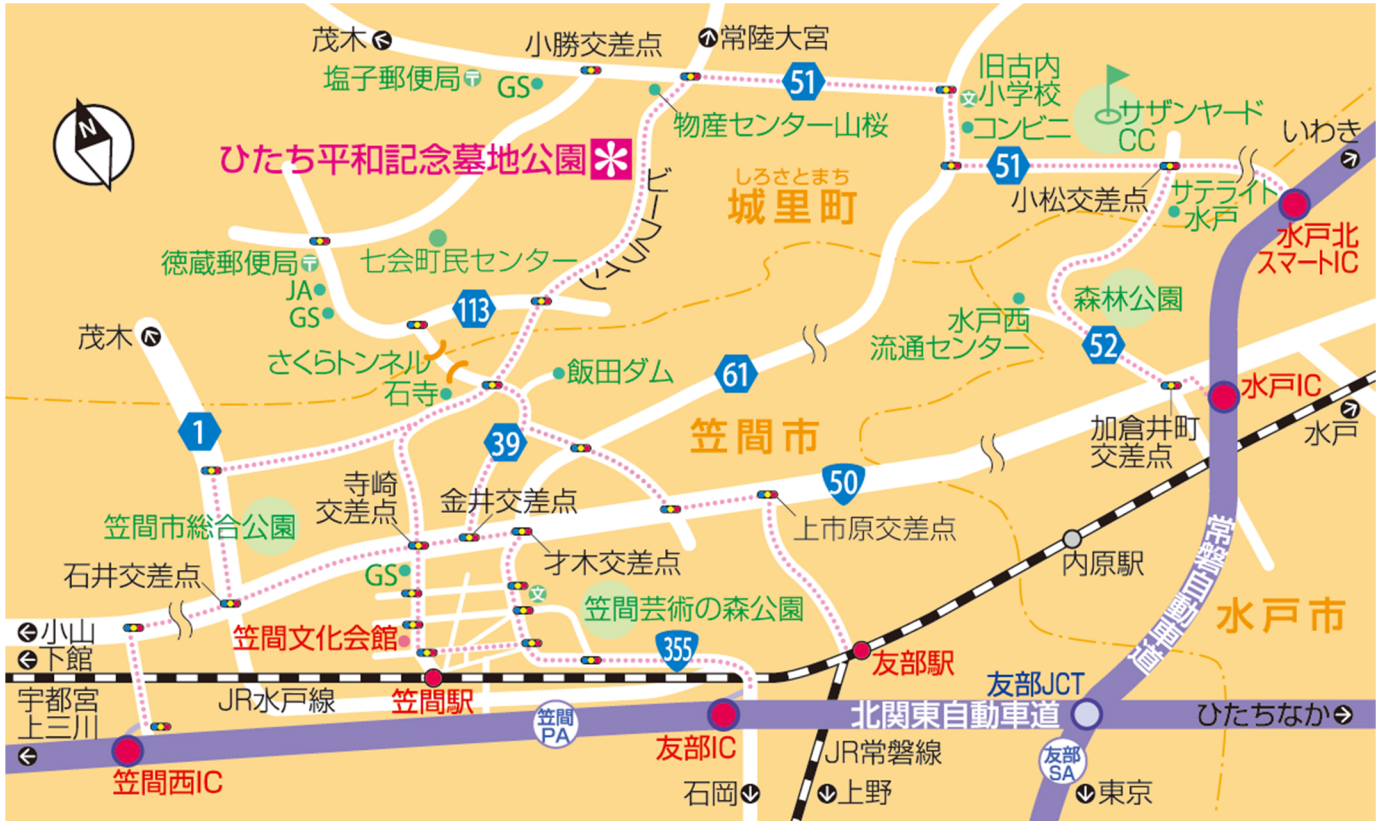 茂木
小勝交差点
常陸大宮
塩子郵便局
GS
51
旧古内
小学校
文
コンビニ
サザンヤード
CC
いわき
N
物産センター山桜
ひたち平和記念墓地公園
ビーフライン
しろさとまち
城里町
51
小松交差点
サテライト
水戸
水戸北
スマートIC
徳蔵郵便局
JA
GS
七会町民センター
113
茂木
さくらトンネル
石寺
飯田ダム
61
水戸西
流通センター
森林公園
52
水戸IC
水戸
加倉井町
交差点
1
39
笠間市
50
寺崎
交差点
金井交差点
上市原交差点
笠間市総合公園
石井交差点
GS
才木交差点
文
笠間芸術の森公園
内原駅
常磐自動車道
水戸市
小山
下館
笠間文化会館
355
友部駅
宇都宮
上三川
JR水戸線
笠間駅
笠間
PA
友部IC
北関東自動車道
友部JCT
ひたちなか
笠間西IC
石岡
JR常磐線
上野
友部
SA
東京